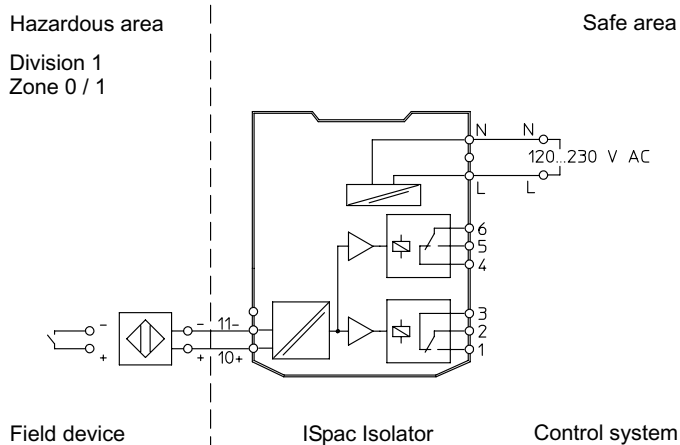 Hazardous area
Safe area
Division 1
Zone 0 / 1
N N
120...230 V AC
L L
6
5
4
3
2
1
- - 11-
+ + 10+
Field device
ISpac Isolator
Control system